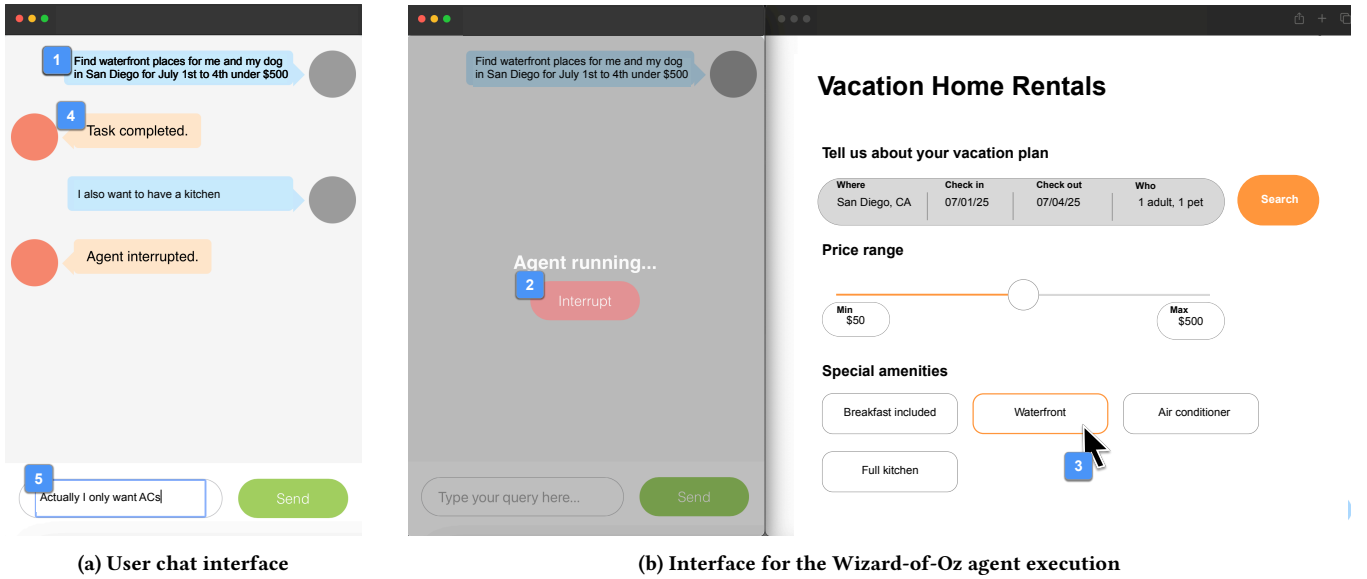 1
Find waterfront places for me and my dog
in San Diego for July 1st to 4th under $500
4
Task completed.
I also want to have a kitchen
Agent interrupted.
5
Actually I only want ACs
Send
(a) User chat interface
Find waterfront places for me and my dog
in San Diego for July 1st to 4th under $500
Agent running...
2
Interrupt
Type your query here...
Send
Vacation Home Rentals
Tell us about your vacation plan
Where Check in Check out Who
San Diego, CA 07/01/25 07/04/25 1 adult, 1 pet
Search
Price range
Min
$50
Max
$500
Special amenities
Breakfast included Waterfront Air conditioner
3
Full kitchen
(b) Interface for the Wizard-of-Oz agent execution